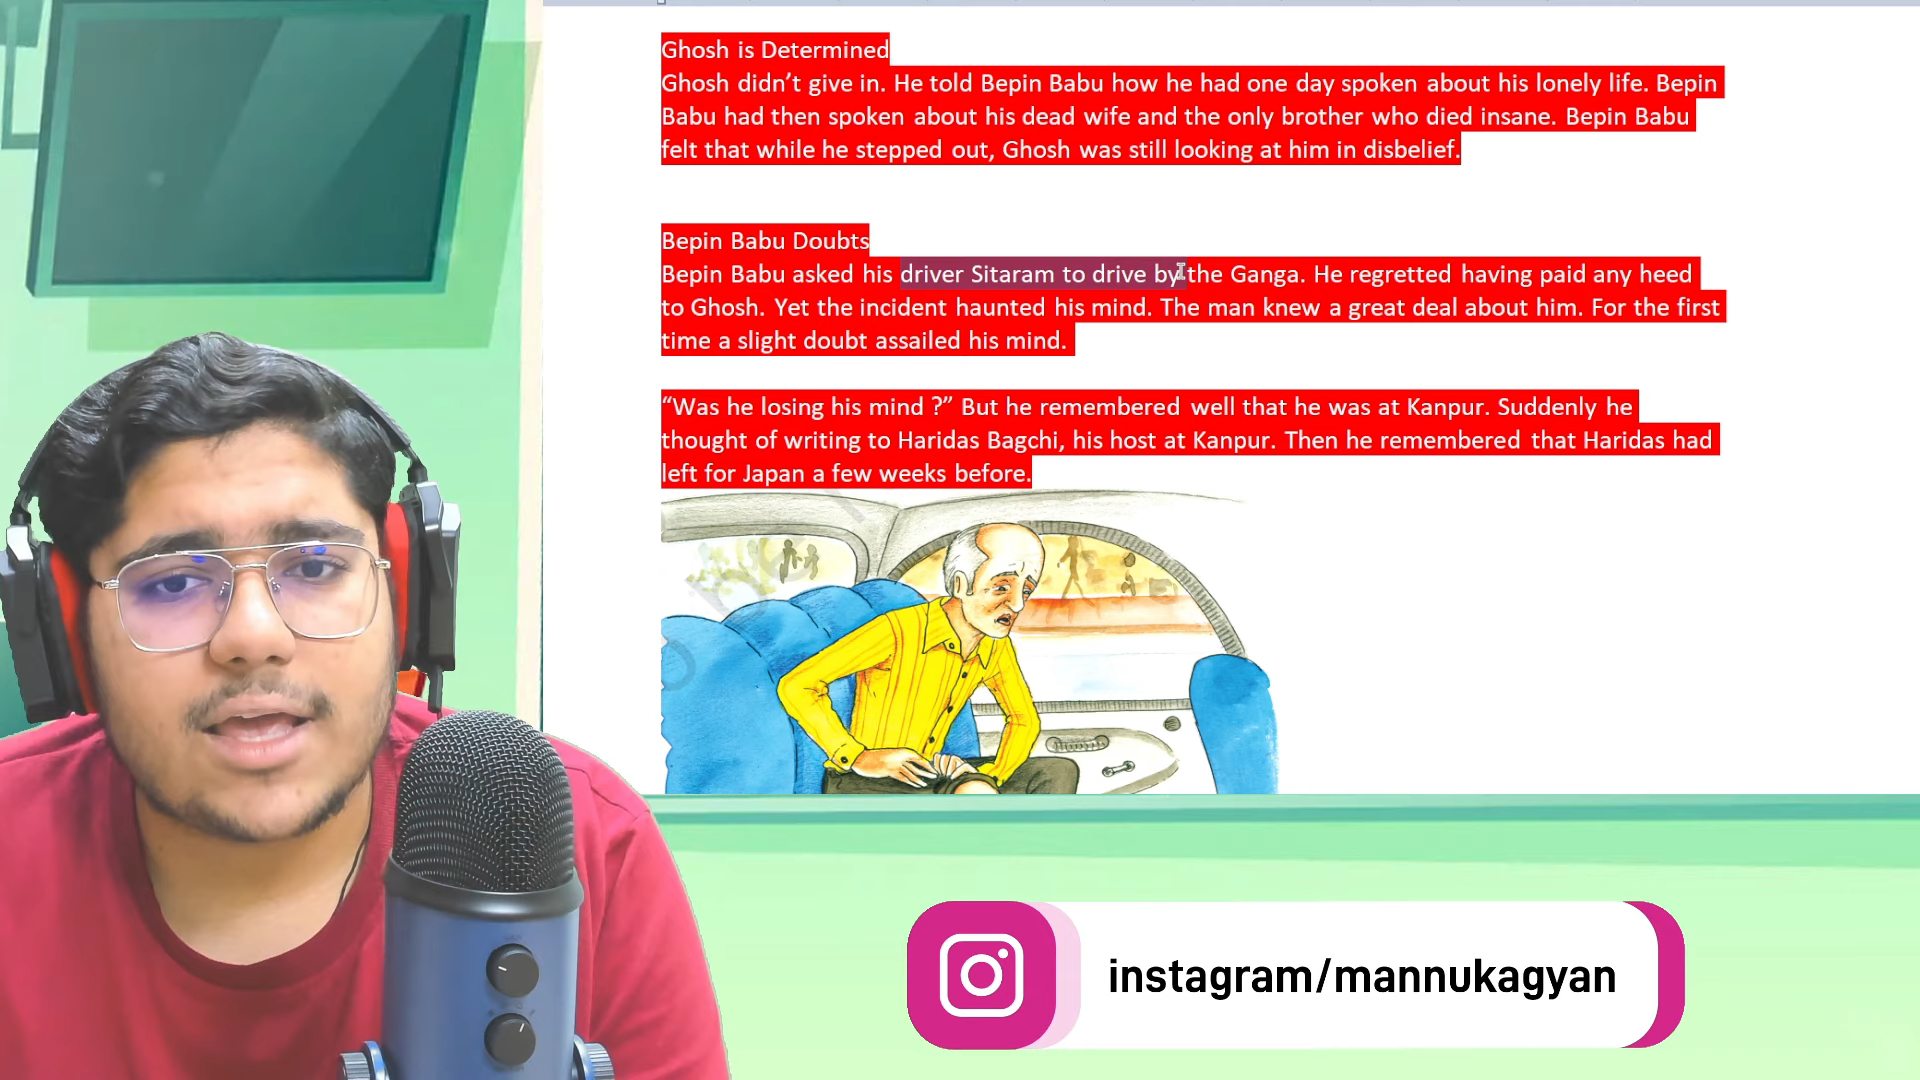 Ghosh is Determined
Ghosh didn’t give in. He told Bepin Babu how he had one day spoken about his lonely life. Bepin
Babu had then spoken about his dead wife and the only brother who died insane. Bepin Babu
felt that while he stepped out, Ghosh was still looking at him in disbelief.
Bepin Babu Doubts
Bepin Babu asked his driver Sitaram to drive by the Ganga. He regretted having paid any heed
to Ghosh. Yet the incident haunted his mind. The man knew a great deal about him. For the first
time a slight doubt assailed his mind.
“Was he losing his mind ?” But he remembered well that he was at Kanpur. Suddenly he
thought of writing to Haridas Bagchi, his host at Kanpur. Then he remembered that Haridas had
left for Japan a few weeks before.
instagram/mannukagyan